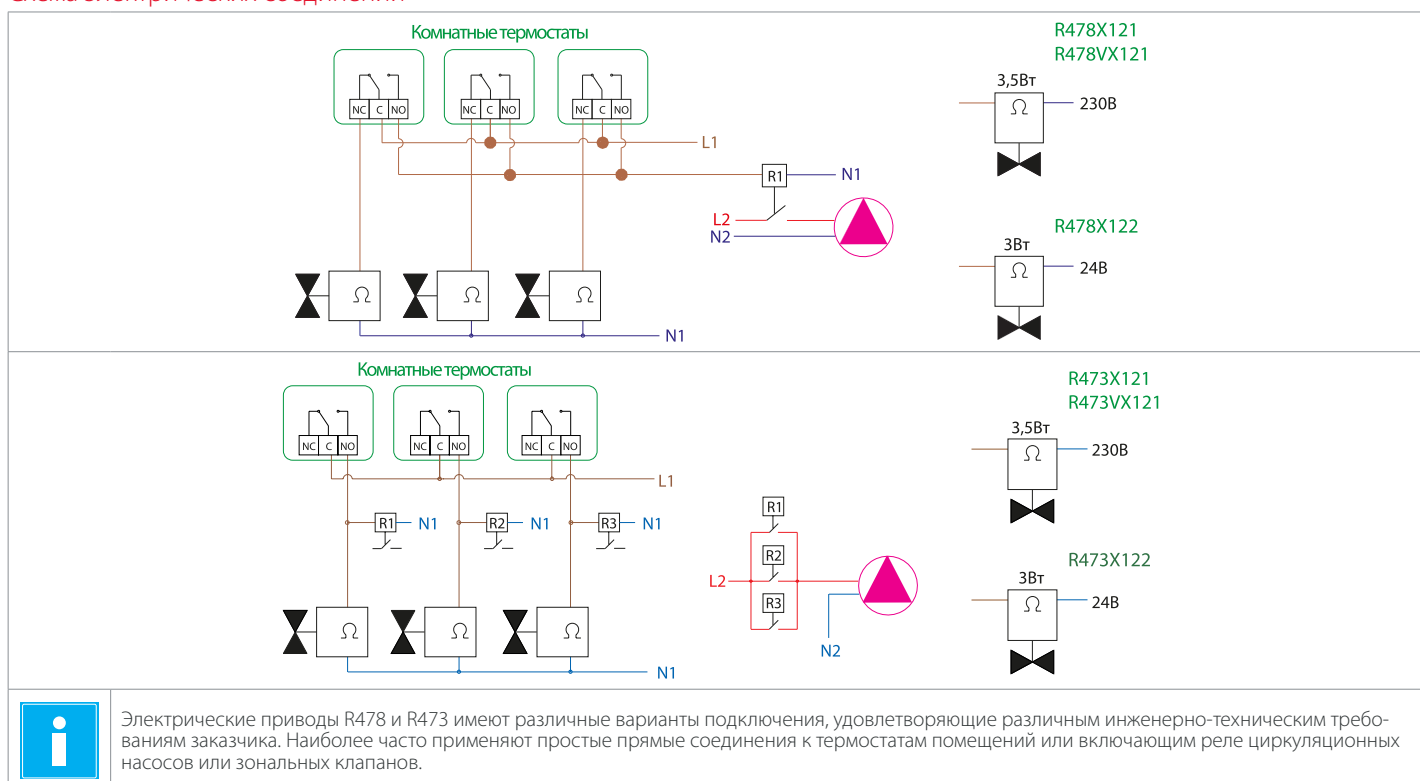 Комнатные термостаты
NC C NO NC C NO NC C NO
L1
R1 N1
L2
N2
Ω Ω Ω
N1
R478X121
R478VX121
3,5Вт
Ω 230В
R478X122
3Вт
Ω 24В
Комнатные термостаты
NC C NO NC C NO NC C NO
L1
R1 N1 R2 N1 R3 N1
Ω Ω Ω
N1
R1
R2
L2
R3
N2
R473X121
R473VX121
3,5Вт
Ω 230В
R473X122
3Вт
Ω 24В
i
Электрические приводы R478 и R473 имеют различные варианты подключения, удовлетворяющие различным инженерно-техническим требо-
ваниям заказчика. Наиболее часто применяют простые прямые соединения к термостатам помещений или включающим реле циркуляционных
насосов или зональных клапанов.